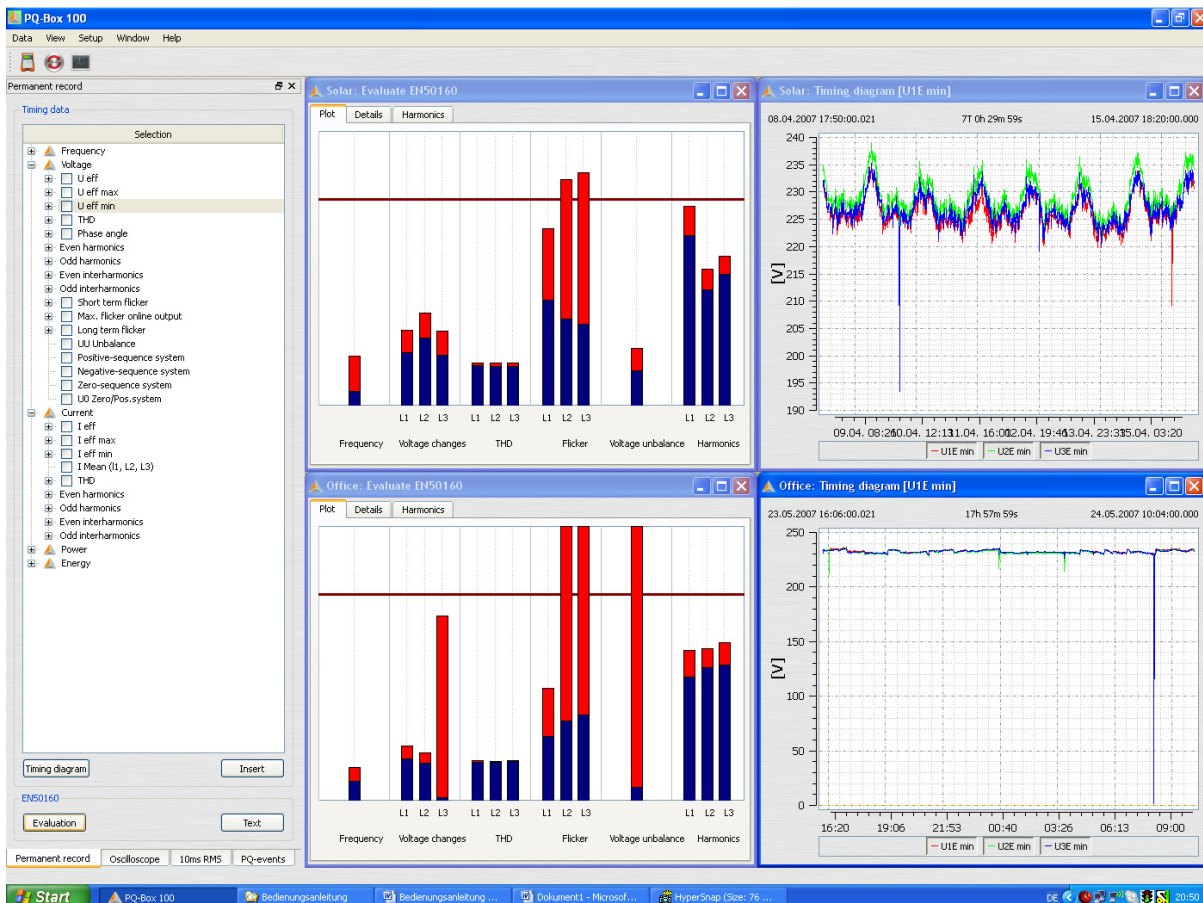 PQ-Box 100
Data View Setup Window Help
Permanent record
Timing data
Selection
Frequency
Voltage
U eff
U eff max
U eff min
THD
Phase angle
Even harmonics
Odd harmonics
Even interharmonics
Odd interharmonics
Short term flicker
Max. flicker online output
Long term flicker
UU Unbalance
Positive-sequence system
Negative-sequence system
Zero-sequence system
U0 Zero/Pos.system
Current
I eff
I eff max
I eff min
I Mean (I1, L2, L3)
THD
Even harmonics
Odd harmonics
Even interharmonics
Odd interharmonics
Power
Energy
Timing diagram Insert
EN50160
Evaluation Text
Permanent record Oscilloscope 10ms RMS PQ-events
Solar: Evaluate EN50160
Plot Details Harmonics
L1 L2 L3 L1 L2 L3 L1 L2 L3 L1 L2 L3
Frequency Voltage changes THD Flicker Voltage unbalance Harmonics
Solar: Timing diagram [U1E min]
08.04.2007 17:50:00.021 7T 0h 29m 59s 15.04.2007 18:20:00.000
240
235
230
225
220
215
[V]
210
205
200
195
190
09.04. 08:26
U1E min U2E min U3E min
Office: Evaluate EN50160
Plot Details Harmonics
L1 L2 L3 L1 L2 L3 L1 L2 L3 L1 L2 L3
Frequency Voltage changes THD Flicker Voltage unbalance Harmonics
Office: Timing diagram [U1E min]
23.05.2007 16:06:00.021 17h 57m 59s 24.05.2007 10:04:00.000
250
200
150
[V]
100
50
0
16:20 19:06 21:53 00:40 03:26 06:13 09:00
U1E min U2E min U3E min
Start PQ-Box 100 Bedienungsanleitung Bedienungsanleitung ... Dokument1 - Microsof... HyperSnap (Size: 76 ... DE 20:50